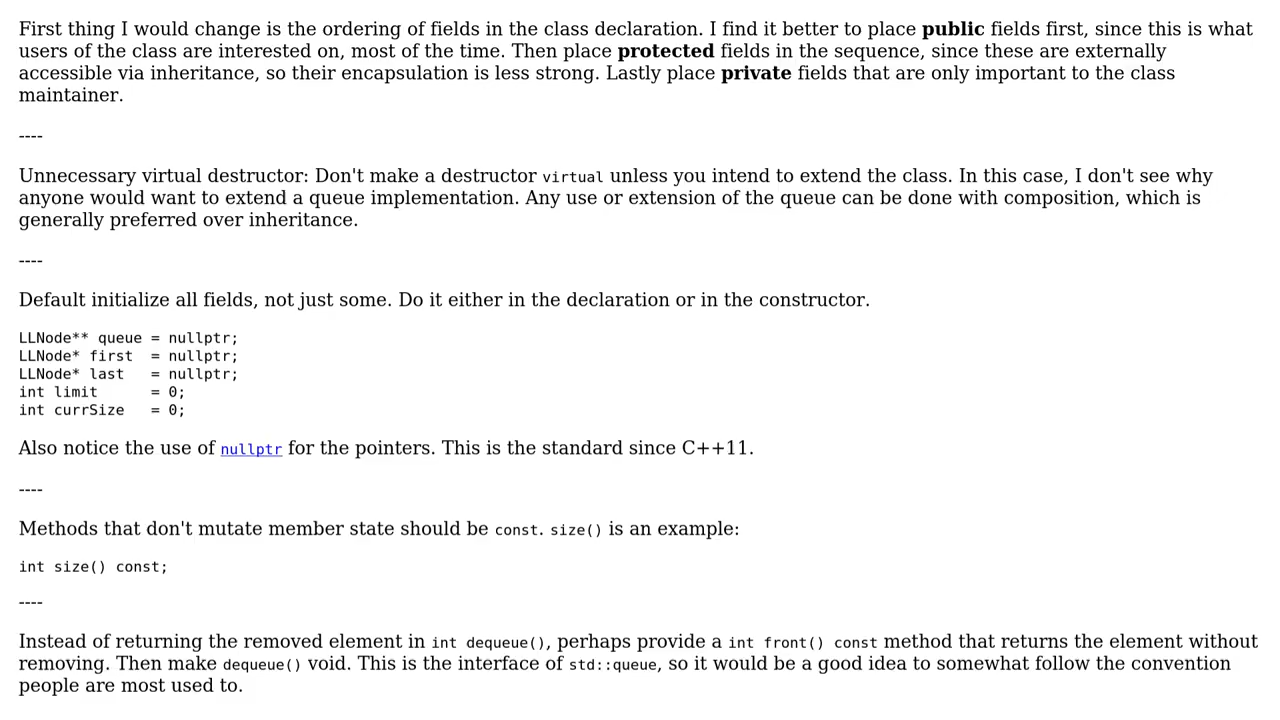 First thing I would change is the ordering of fields in the class declaration. I find it better to place public fields first, since this is what
users of the class are interested on, most of the time. Then place protected fields in the sequence, since these are externally
accessible via inheritance, so their encapsulation is less strong. Lastly place private fields that are only important to the class
maintainer.
----
Unnecessary virtual destructor: Don't make a destructor virtual unless you intend to extend the class. In this case, I don't see why
anyone would want to extend a queue implementation. Any use or extension of the queue can be done with composition, which is
generally preferred over inheritance.
----
Default initialize all fields, not just some. Do it either in the declaration or in the constructor.
LLNode** queue = nullptr;
LLNode* first  = nullptr;
LLNode* last   = nullptr;
int limit      = 0;
int currSize   = 0;
Also notice the use of nullptr for the pointers. This is the standard since C++11.
----
Methods that don't mutate member state should be const. size() is an example:
int size() const;
----
Instead of returning the removed element in int dequeue(), perhaps provide a int front() const method that returns the element without
removing. Then make dequeue() void. This is the interface of std::queue, so it would be a good idea to somewhat follow the convention
people are most used to.